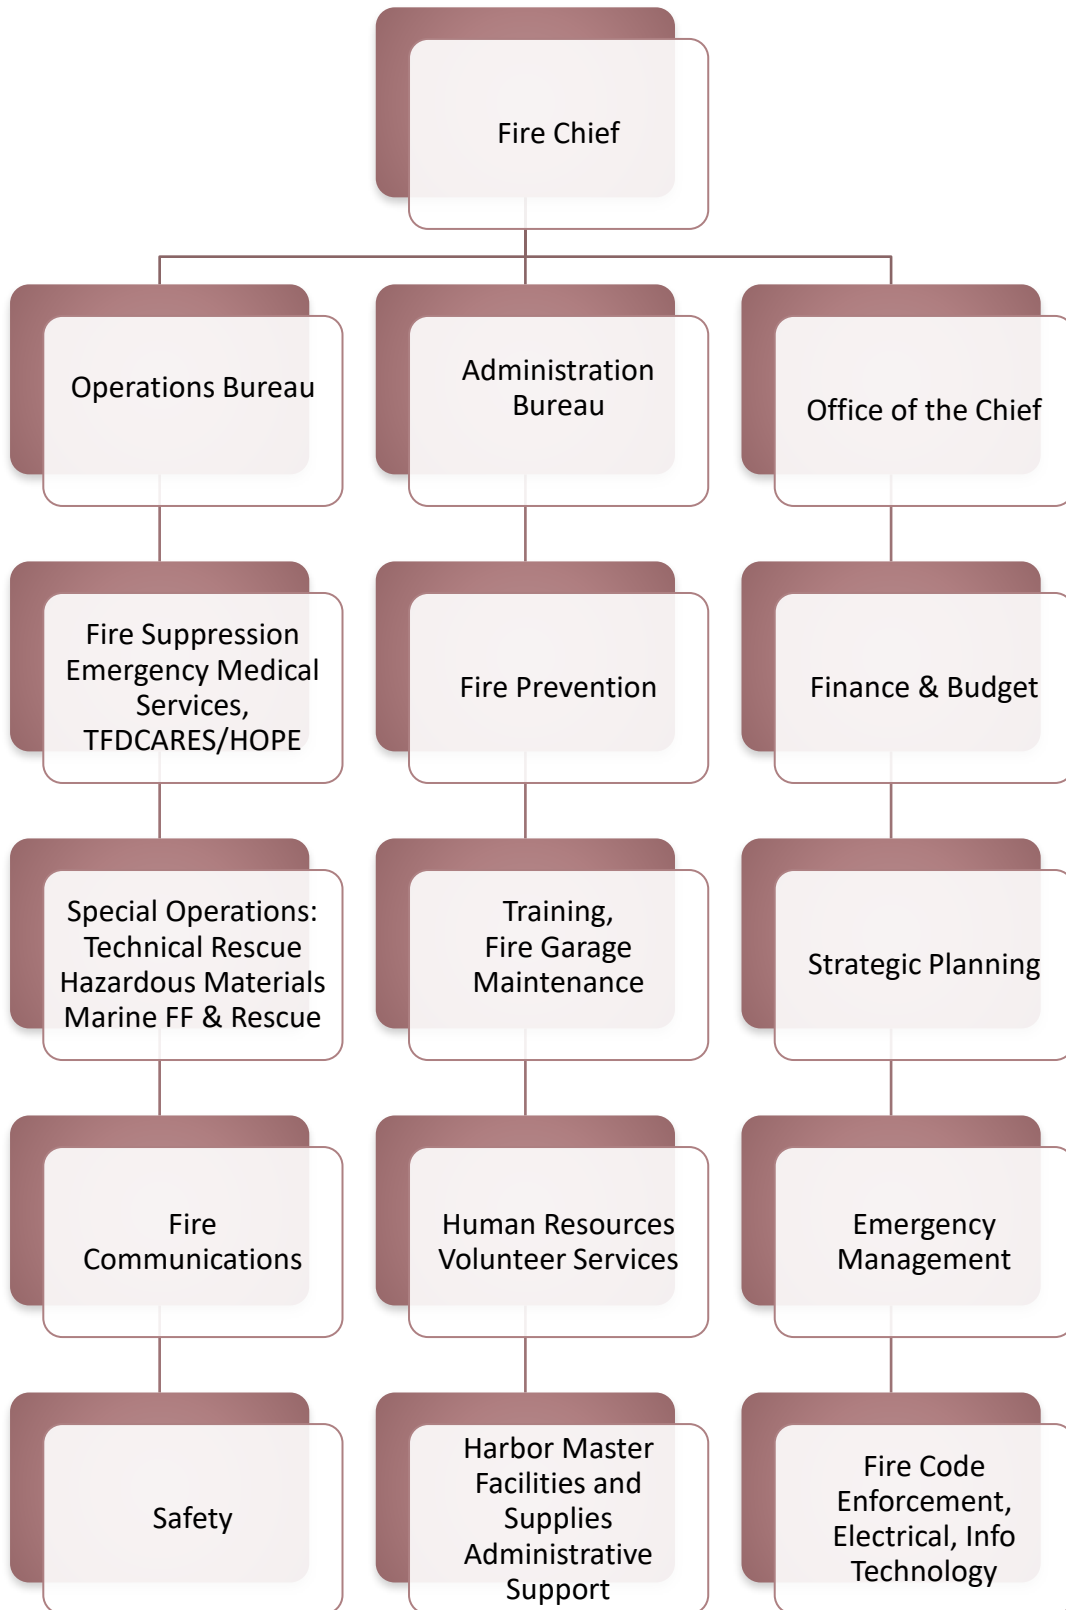 Fire Chief
Operations Bureau
Administration
Bureau
Office of the Chief
Fire Suppression
Emergency Medical
Services,
TFDCARES/HOPE
Fire Prevention
Finance & Budget
Special Operations:
Technical Rescue
Hazardous Materials
Marine FF & Rescue
Training,
Fire Garage
Maintenance
Strategic Planning
Fire
Communications
Human Resources
Volunteer Services
Emergency
Management
Safety
Harbor Master
Facilities and
Supplies
Administrative
Support
Fire Code
Enforcement,
Electrical, Info
Technology